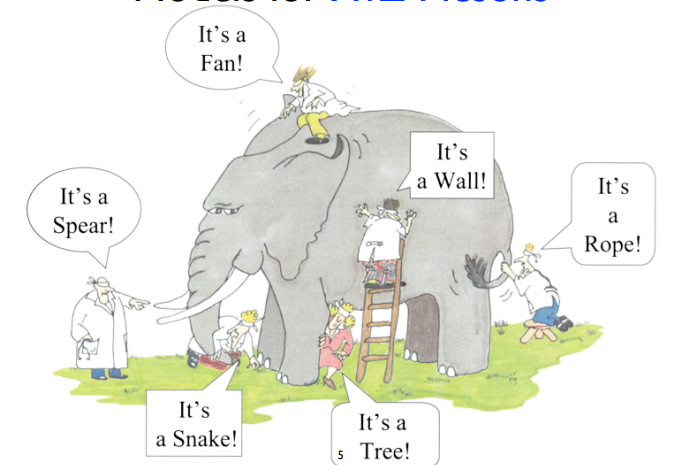 It's a
Fan!
It's
a Wall!
It's a
Spear!
It's
a
Rope!
It's
a Snake!
It's a
5 Tree!